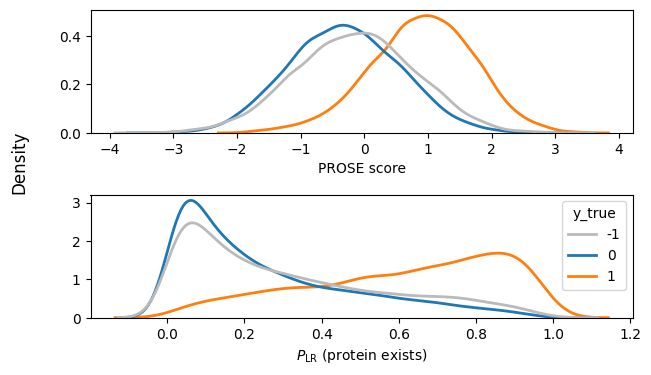 Density
0.4
0.2
0.0
−4 −3 −2 −1 0 1 2 3 4
PROSE score
3
2
1
0
y_true
-1
0
1
0.0 0.2 0.4 0.6 0.8 1.0 1.2
P_LR (protein exists)